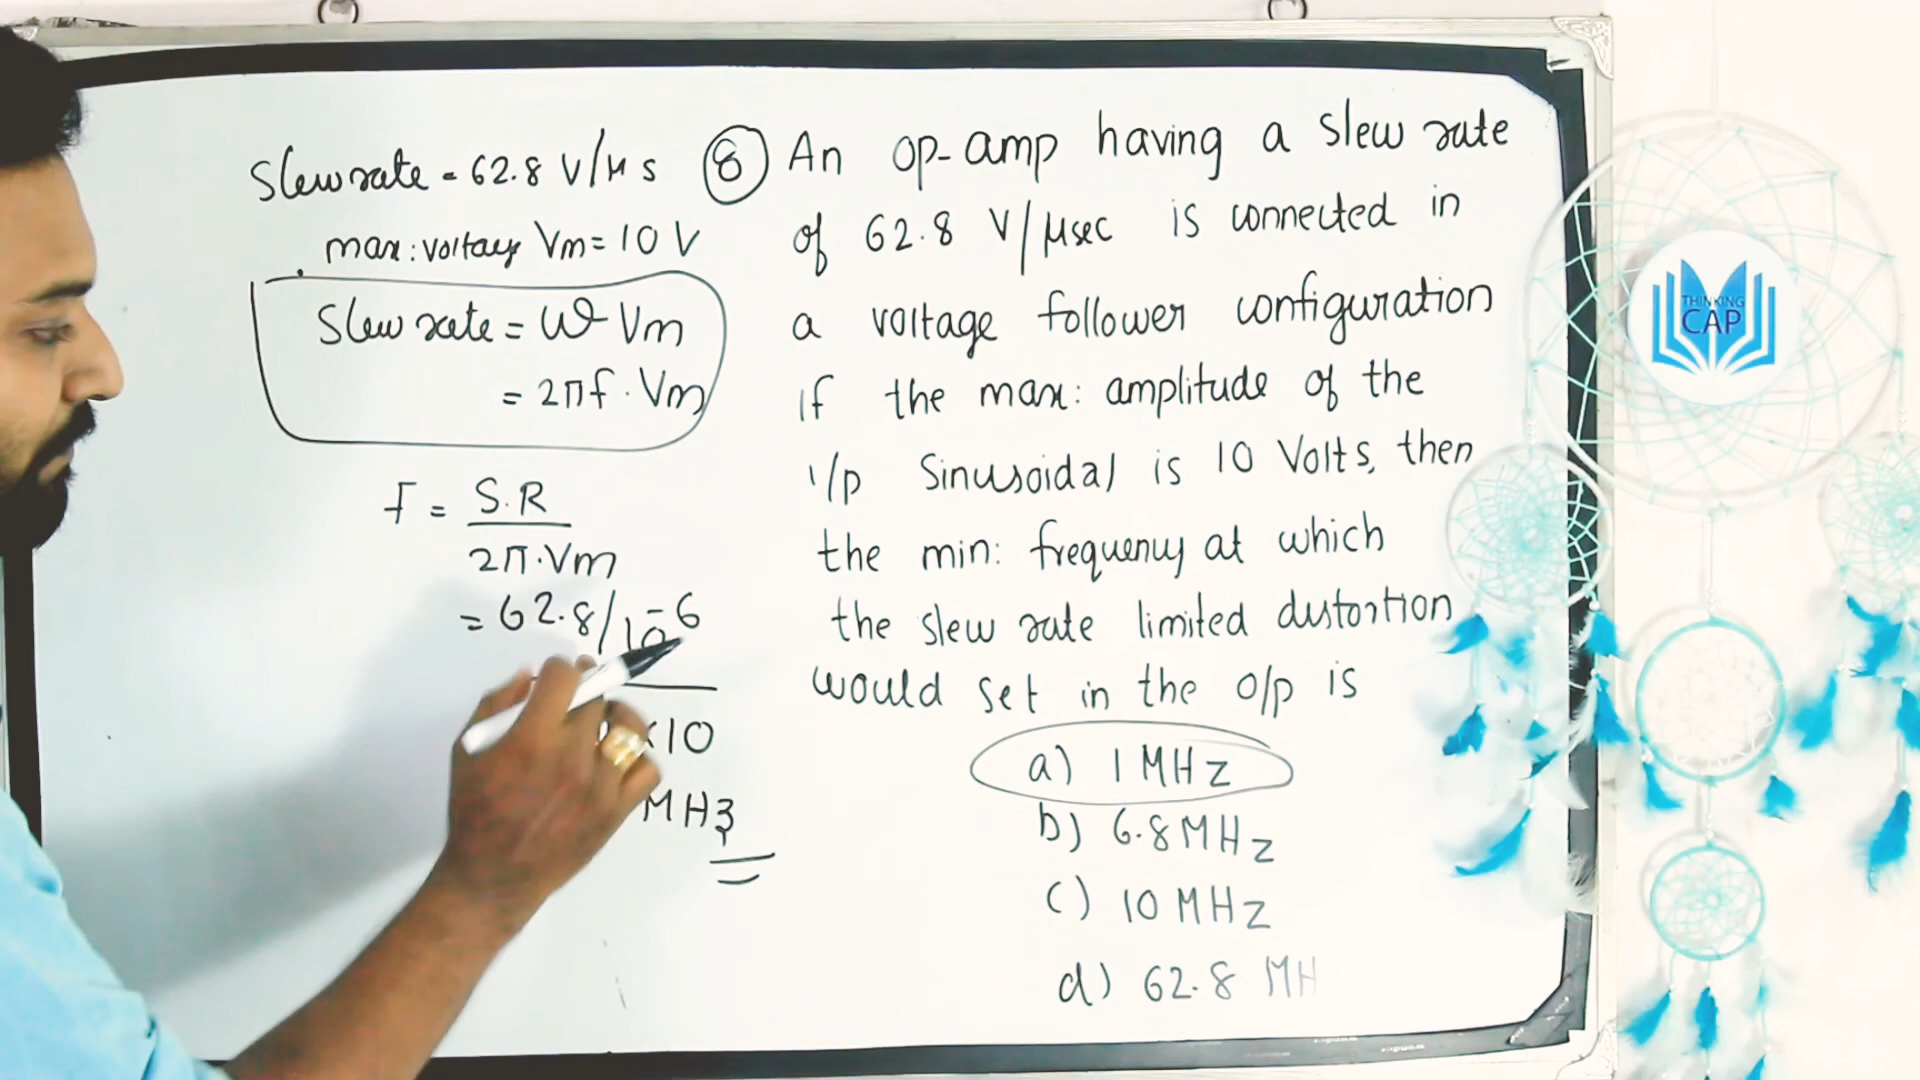 Slew rate = 62.8 V/μs
max: voltage Vm = 10 V
Slew rate = ω Vm
= 2πf · Vm
F = S.R
2π·Vm
= 62.8/10-6
×10
MHz
⑧ An op-amp having a slew rate
of 62.8 V/μsec is connected in
a voltage follower configuration
If the max: amplitude of the
i/p Sinusoidal is 10 Volts, then
the min: frequency at which
the slew rate limited distortion
would set in the o/p is
a) 1 MHz
b) 6.8 MHz
c) 10 MHz
d) 62.8 MH
THINKING
CAP